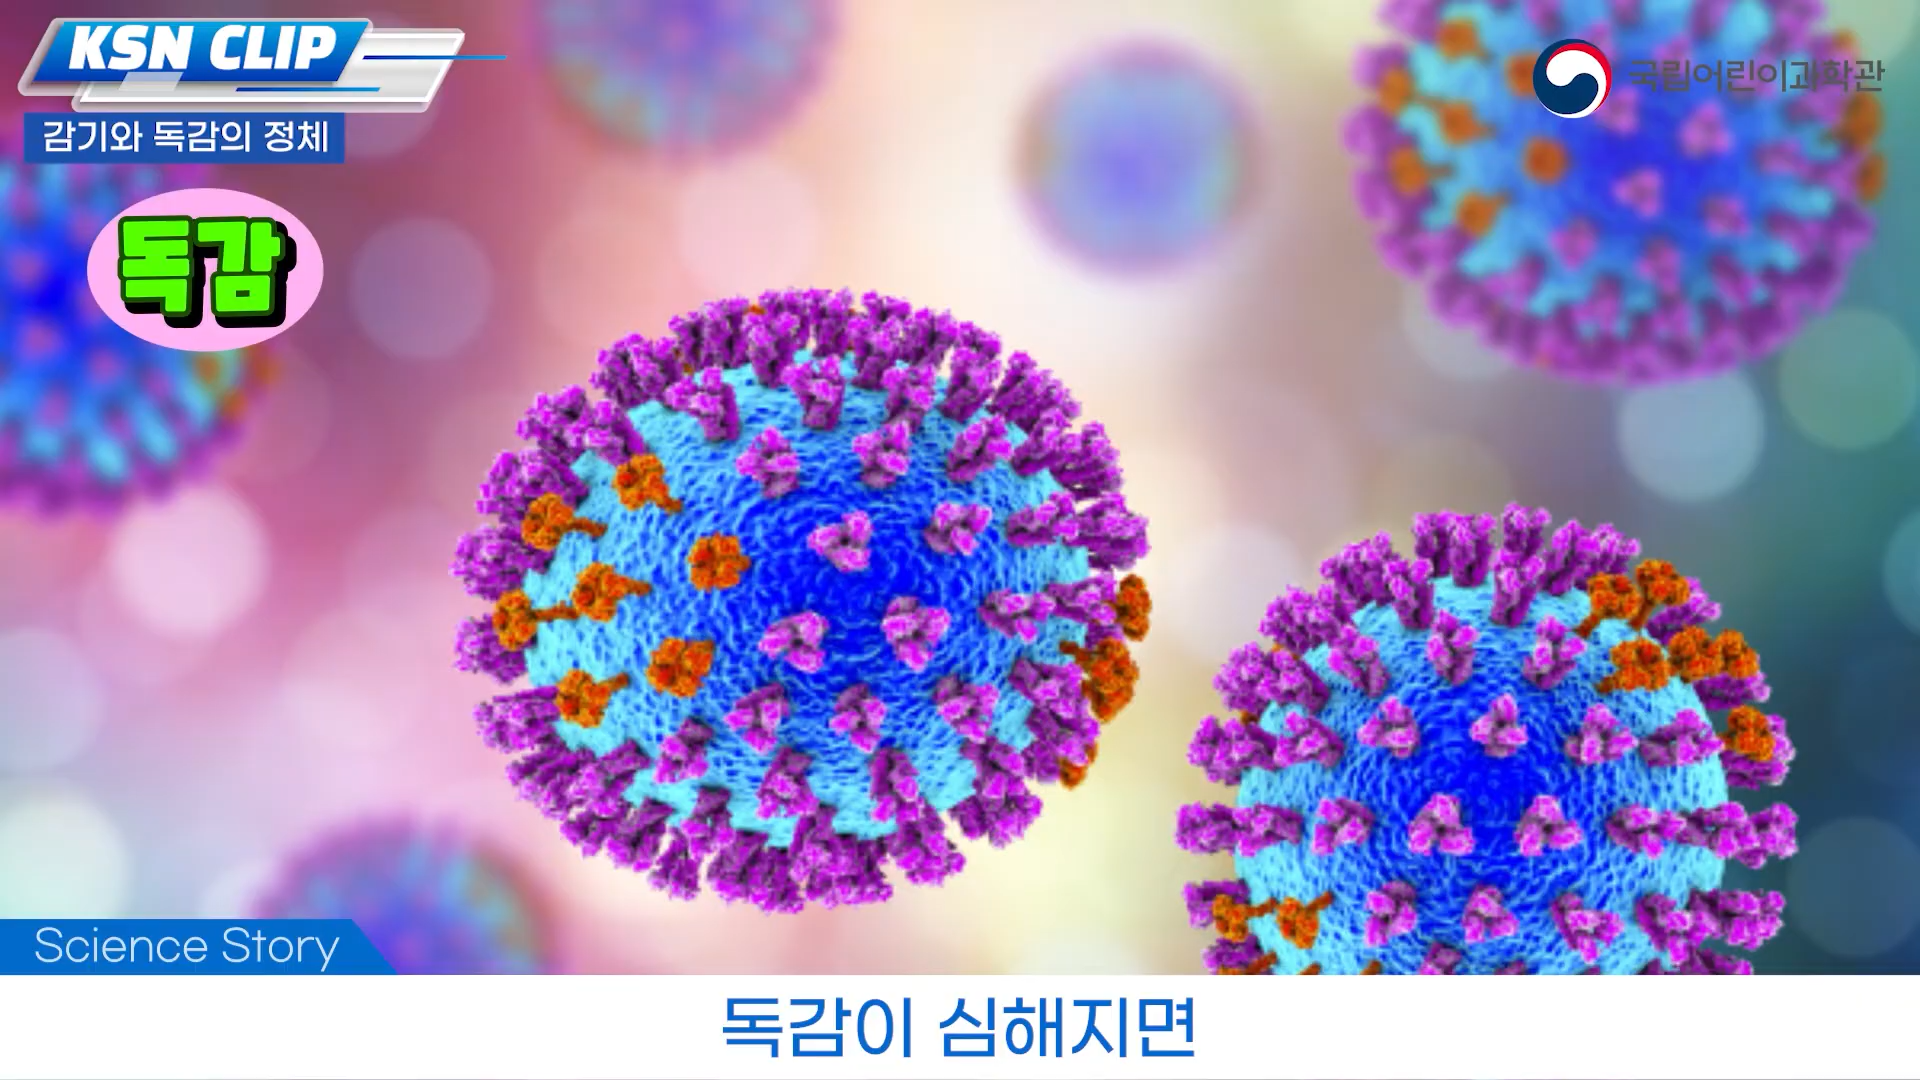 KSN CLIP
국립어린이과학관
감기와 독감의 정체
독감
Science Story
독감이 심해지면